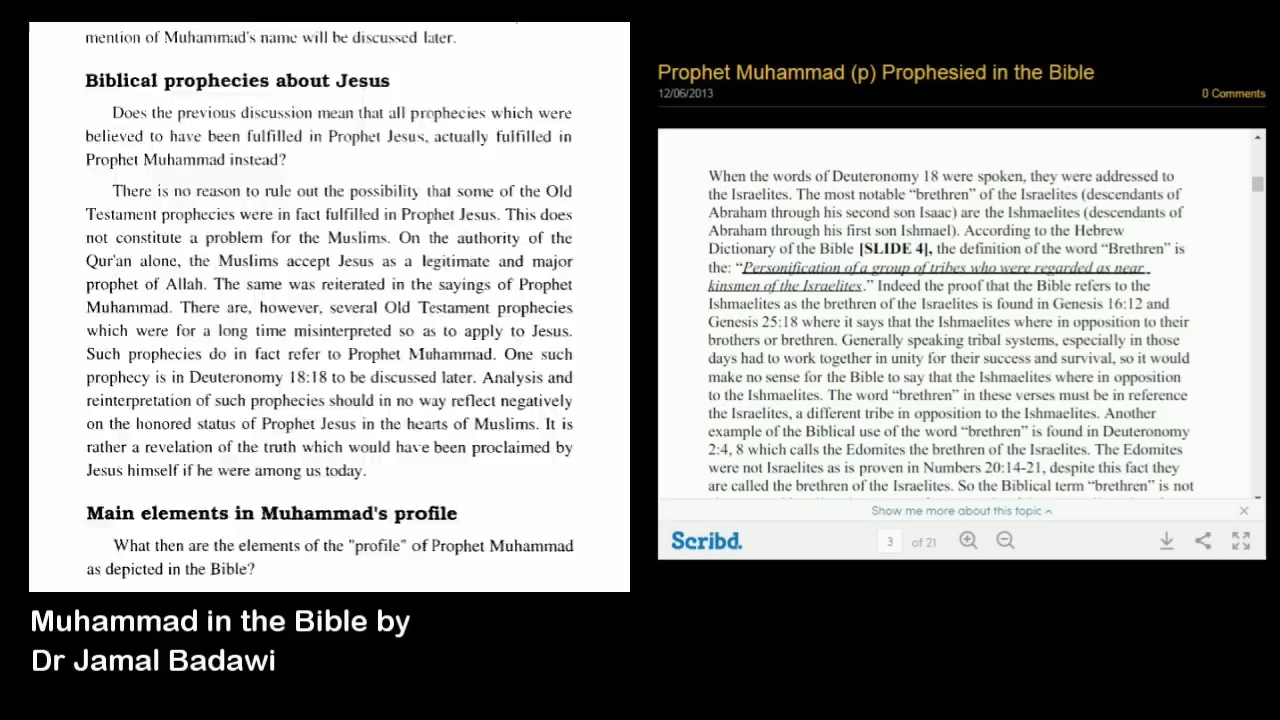 mention of Muhammad's name will be discussed later.
Biblical prophecies about Jesus
Does the previous discussion mean that all prophecies which were
believed to have been fulfilled in Prophet Jesus, actually fulfilled in
Prophet Muhammad instead?
There is no reason to rule out the possibility that some of the Old
Testament prophecies were in fact fulfilled in Prophet Jesus. This does
not constitute a problem for the Muslims. On the authority of the
Qur'an alone, the Muslims accept Jesus as a legitimate and major
prophet of Allah. The same was reiterated in the sayings of Prophet
Muhammad. There are, however, several Old Testament prophecies
which were for a long time misinterpreted so as to apply to Jesus.
Such prophecies do in fact refer to Prophet Muhammad. One such
prophecy is in Deuteronomy 18:18 to be discussed later. Analysis and
reinterpretation of such prophecies should in no way reflect negatively
on the honored status of Prophet Jesus in the hearts of Muslims. It is
rather a revelation of the truth which would have been proclaimed by
Jesus himself if he were among us today.
Main elements in Muhammad's profile
What then are the elements of the "profile" of Prophet Muhammad
as depicted in the Bible?
Muhammad in the Bible by
Dr Jamal Badawi
Prophet Muhammad (p) Prophesied in the Bible
12/06/2013
0 Comments
When the words of Deuteronomy 18 were spoken, they were addressed to
the Israelites. The most notable “brethren” of the Israelites (descendants of
Abraham through his second son Isaac) are the Ishmaelites (descendants of
Abraham through his first son Ishmael). According to the Hebrew
Dictionary of the Bible [SLIDE 4], the definition of the word “Brethren” is
the: “Personification of a group of tribes who were regarded as near
kinsmen of the Israelites.” Indeed the proof that the Bible refers to the
Ishmaelites as the brethren of the Israelites is found in Genesis 16:12 and
Genesis 25:18 where it says that the Ishmaelites where in opposition to their
brothers or brethren. Generally speaking tribal systems, especially in those
days had to work together in unity for their success and survival, so it would
make no sense for the Bible to say that the Ishmaelites where in opposition
to the Ishmaelites. The word “brethren” in these verses must be in reference
the Israelites, a different tribe in opposition to the Ishmaelites. Another
example of the Biblical use of the word “brethren” is found in Deuteronomy
2:4, 8 which calls the Edomites the brethren of the Israelites. The Edomites
were not Israelites as is proven in Numbers 20:14-21, despite this fact they
are called the brethren of the Israelites. So the Biblical term “brethren” is not
Show me more about this topic
Scribd.
3 of 21